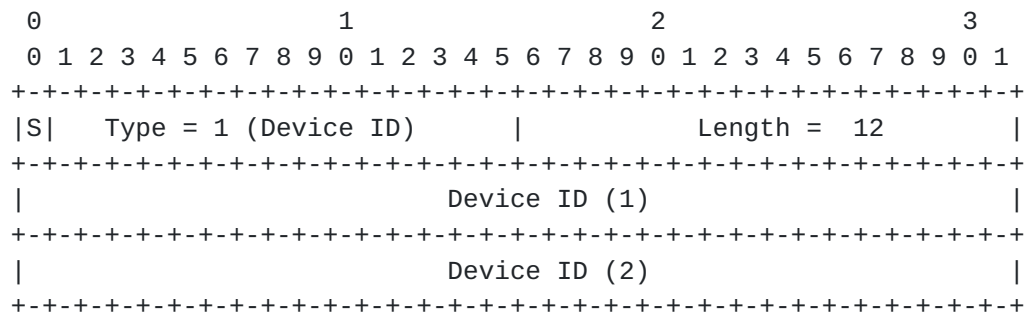 0                   1                   2                   3
 0 1 2 3 4 5 6 7 8 9 0 1 2 3 4 5 6 7 8 9 0 1 2 3 4 5 6 7 8 9 0 1
+-+-+-+-+-+-+-+-+-+-+-+-+-+-+-+-+-+-+-+-+-+-+-+-+-+-+-+-+-+-+-+-+
|S|   Type = 1 (Device ID)      |           Length =  12        |
+-+-+-+-+-+-+-+-+-+-+-+-+-+-+-+-+-+-+-+-+-+-+-+-+-+-+-+-+-+-+-+-+
|                           Device ID (1)                       |
+-+-+-+-+-+-+-+-+-+-+-+-+-+-+-+-+-+-+-+-+-+-+-+-+-+-+-+-+-+-+-+-+
|                           Device ID (2)                       |
+-+-+-+-+-+-+-+-+-+-+-+-+-+-+-+-+-+-+-+-+-+-+-+-+-+-+-+-+-+-+-+-+